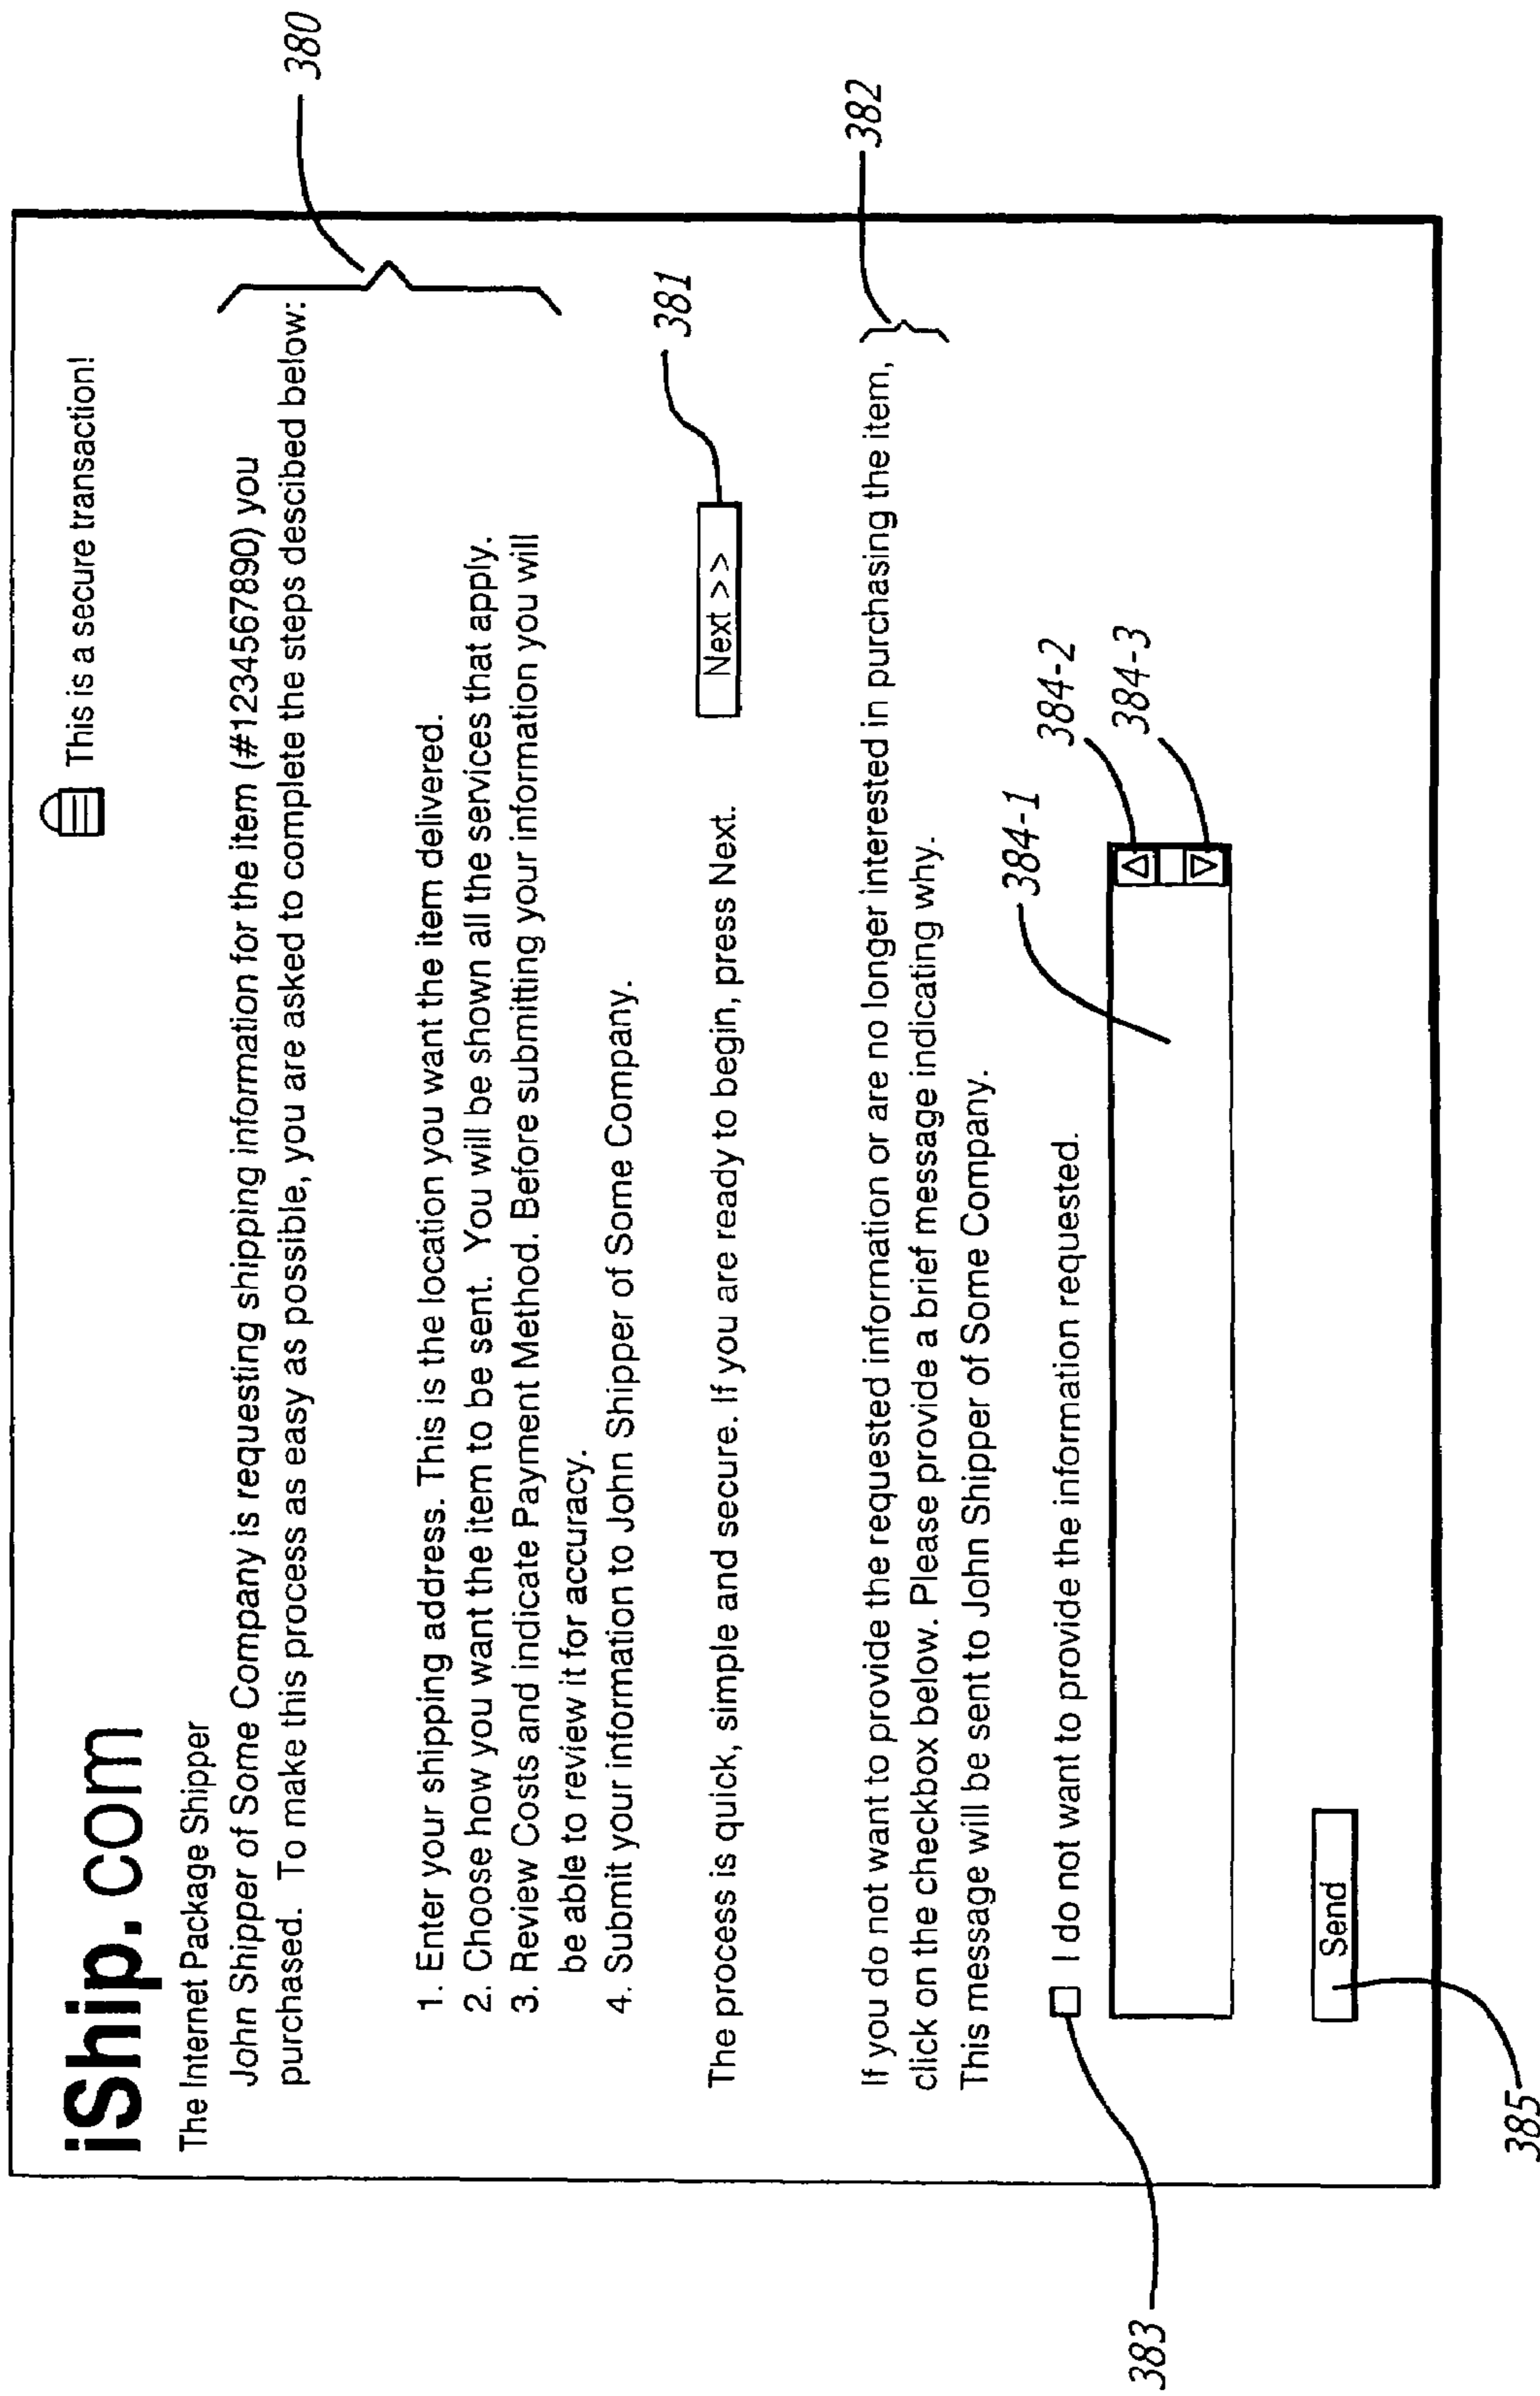 iShip.com
This is a secure transaction!
The Internet Package Shipper
John Shipper of Some Company is requesting shipping information for the item (#1234567890) you
purchased. To make this process as easy as possible, you are asked to complete the steps descibed below:
380
1. Enter your shipping address. This is the location you want the item delivered.
2. Choose how you want the item to be sent. You will be shown all the services that apply.
3. Review Costs and indicate Payment Method. Before submitting your information you will
be able to review it for accuracy.
4. Submit your information to John Shipper of Some Company.
381
The process is quick, simple and secure. If you are ready to begin, press Next.
Next >>
382
If you do not want to provide the requested information or are no longer interested in purchasing the item,
click on the checkbox below. Please provide a brief message indicating why.
This message will be sent to John Shipper of Some Company.
383
I do not want to provide the information requested.
384-1
384-2
384-3
Send
385